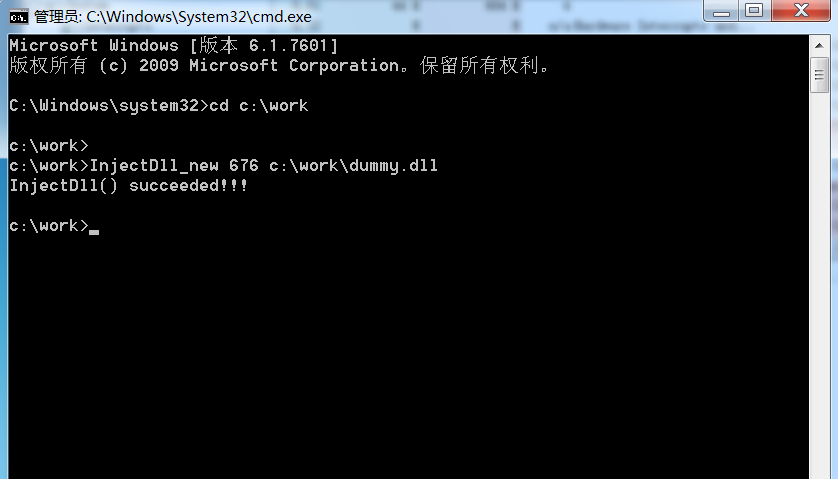 管理员: C:\Windows\System32\cmd.exe
Microsoft Windows [版本 6.1.7601]
版权所有 (c) 2009 Microsoft Corporation。保留所有权利。
C:\Windows\system32>cd c:\work
c:\work>
c:\work>InjectDll_new 676 c:\work\dummy.dll
InjectDll() succeeded!!!
c:\work>_